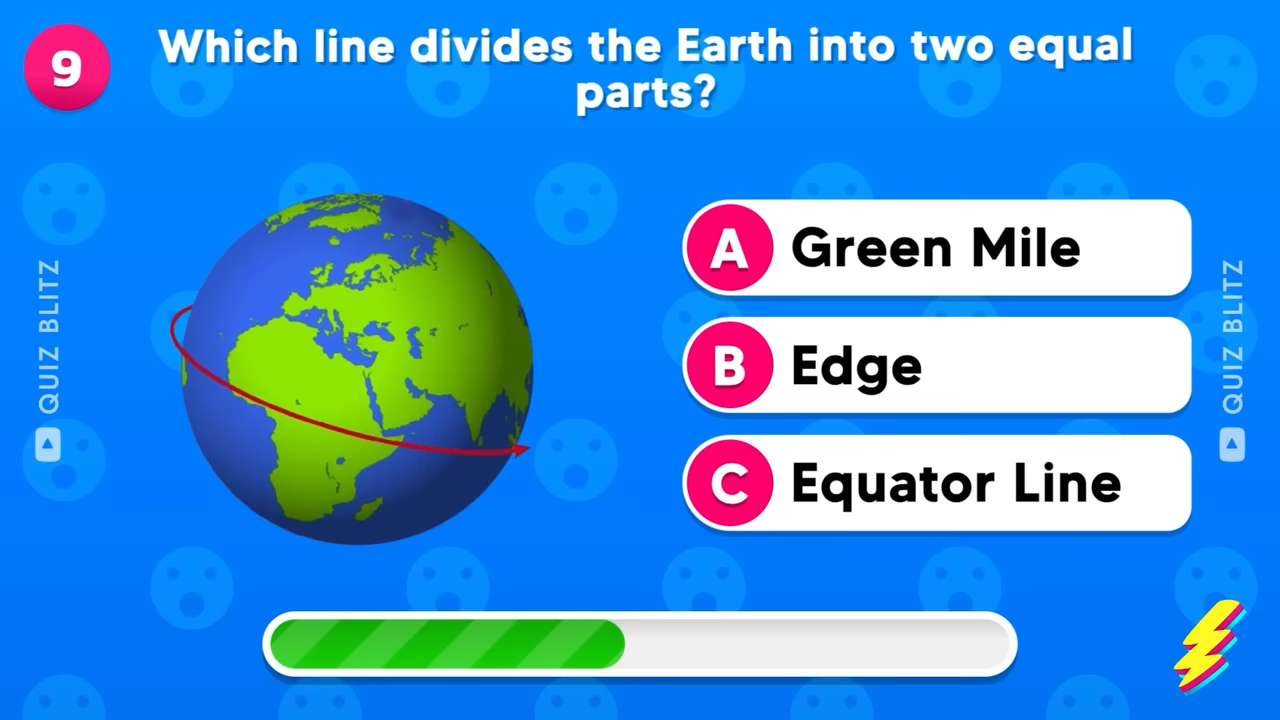 9
Which line divides the Earth into two equal
parts?
A Green Mile
B Edge
C Equator Line
QUIZ BLITZ
QUIZ BLITZ